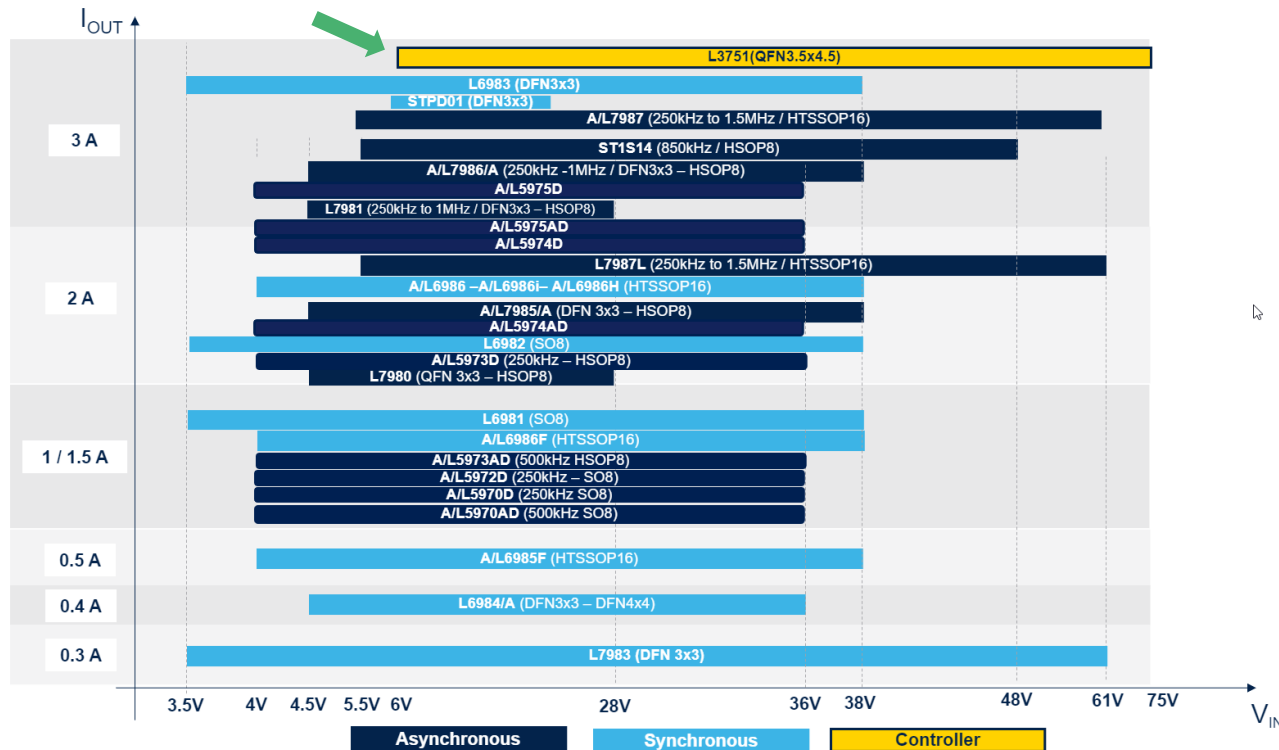 IOUT
L3751(QFN3.5x4.5)
L6983 (DFN3x3)
STPD01 (DFN3x3)
A/L7987 (250kHz to 1.5MHz / HTSSOP16)
3 A
ST1S14 (850kHz / HSOP8)
A/L7986/A (250kHz -1MHz / DFN3x3 – HSOP8)
A/L5975D
L7981 (250kHz to 1MHz / DFN3x3 – HSOP8)
A/L5975AD
A/L5974D
L7987L (250kHz to 1.5MHz / HTSSOP16)
2 A
A/L6986 –A/L6986i– A/L6986H (HTSSOP16)
A/L7985/A (DFN 3x3 – HSOP8)
A/L5974AD
L6982 (SO8)
A/L5973D (250kHz – HSOP8)
L7980 (QFN 3x3 – HSOP8)
L6981 (SO8)
A/L6986F (HTSSOP16)
1 / 1.5 A
A/L5973AD (500kHz HSOP8)
A/L5972D (250kHz – SO8)
A/L5970D (250kHz SO8)
A/L5970AD (500kHz SO8)
0.5 A
A/L6985F (HTSSOP16)
0.4 A
L6984/A (DFN3x3 – DFN4x4)
0.3 A
L7983 (DFN 3x3)
3.5V 4V 4.5V 5.5V 6V 28V 36V 38V 48V 61V 75V
VIN
Asynchronous Synchronous Controller